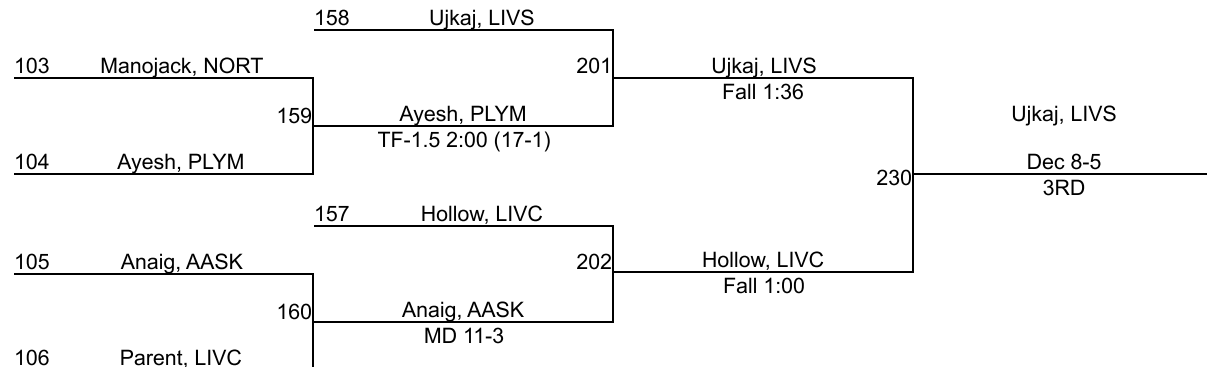 158 Ujkaj, LIVS
103 Manojack, NORT
201 Ujkaj, LIVS
Fall 1:36
159 Ayesh, PLYM
TF-1.5 2:00 (17-1)
Ujkaj, LIVS
104 Ayesh, PLYM
Dec 8-5
230
3RD
157 Hollow, LIVC
105 Anaig, AASK
202 Hollow, LIVC
Fall 1:00
160 Anaig, AASK
MD 11-3
106 Parent, LIVC